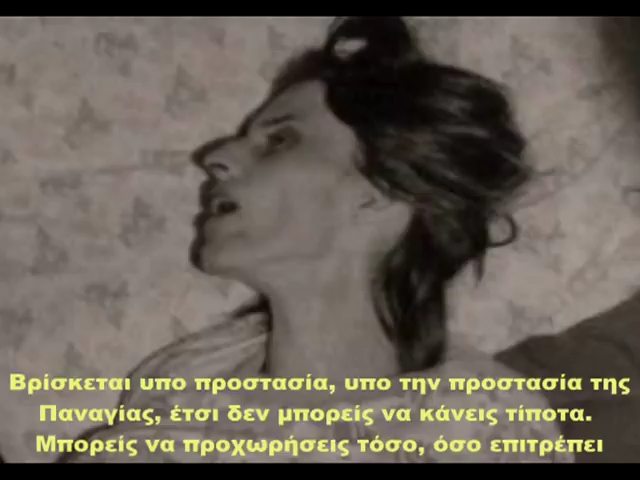 Βρίσκεται υπο προστασία, υπο την προστασία της
Παναγίας, έτσι δεν μπορείς να κάνεις τίποτα.
Μπορείς να προχωρήσεις τόσο, όσο επιτρέπει